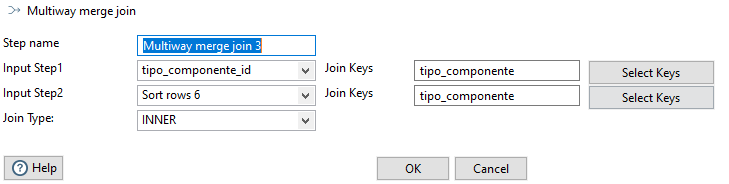 Multiway merge join
Step name Multiway merge join 3
Input Step1 tipo_componente_id Join Keys tipo_componente Select Keys
Input Step2 Sort rows 6 Join Keys tipo_componente Select Keys
Join Type: INNER
Help OK Cancel